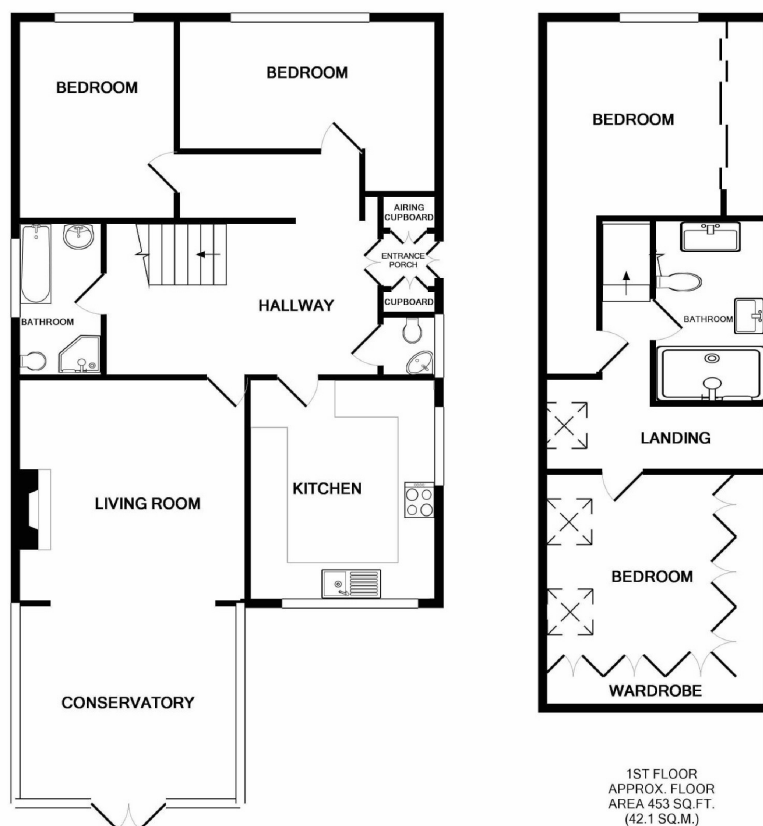 BEDROOM
BEDROOM
AIRING
CUPBOARD
ENTRANCE
PORCH
CUPBOARD
HALLWAY
BATHROOM
LIVING ROOM
KITCHEN
CONSERVATORY
BEDROOM
BATHROOM
LANDING
BEDROOM
WARDROBE
1ST FLOOR
APPROX. FLOOR
AREA 453 SQ.FT.
(42.1 SQ.M.)